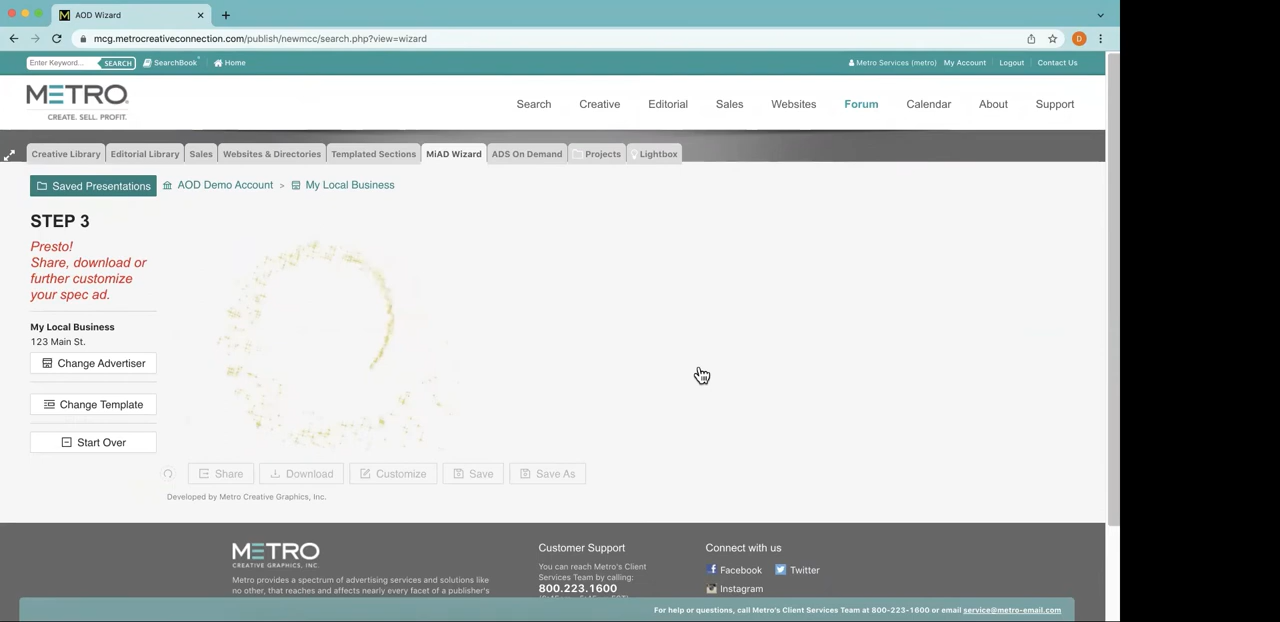 AOD Wizard
mcg.metrocreativeconnection.com/publish/newmcc/search.php?view=wizard
D
Enter Keyword... SEARCH SearchBook Home Metro Services (metro) My Account Logout Contact Us
METRO
CREATE. SELL. PROFIT.
Search Creative Editorial Sales Websites Forum Calendar About Support
Creative Library Editorial Library Sales Websites & Directories Templated Sections MiAD Wizard ADS On Demand Projects Lightbox
Saved Presentations AOD Demo Account > My Local Business
STEP 3
Presto!
Share, download or
further customize
your spec ad.
My Local Business
123 Main St.
Change Advertiser
Change Template
Start Over
Share Download Customize Save Save As
Developed by Metro Creative Graphics, Inc.
METRO
CREATIVE GRAPHICS, INC.
Metro provides a spectrum of advertising services and solutions like
no other, that reaches and affects nearly every facet of a publisher's
Customer Support
You can reach Metro's Client
Services Team by calling:
800.223.1600
Connect with us
Facebook Twitter
Instagram
For help or questions, call Metro's Client Services Team at 800-223-1600 or email service@metro-email.com